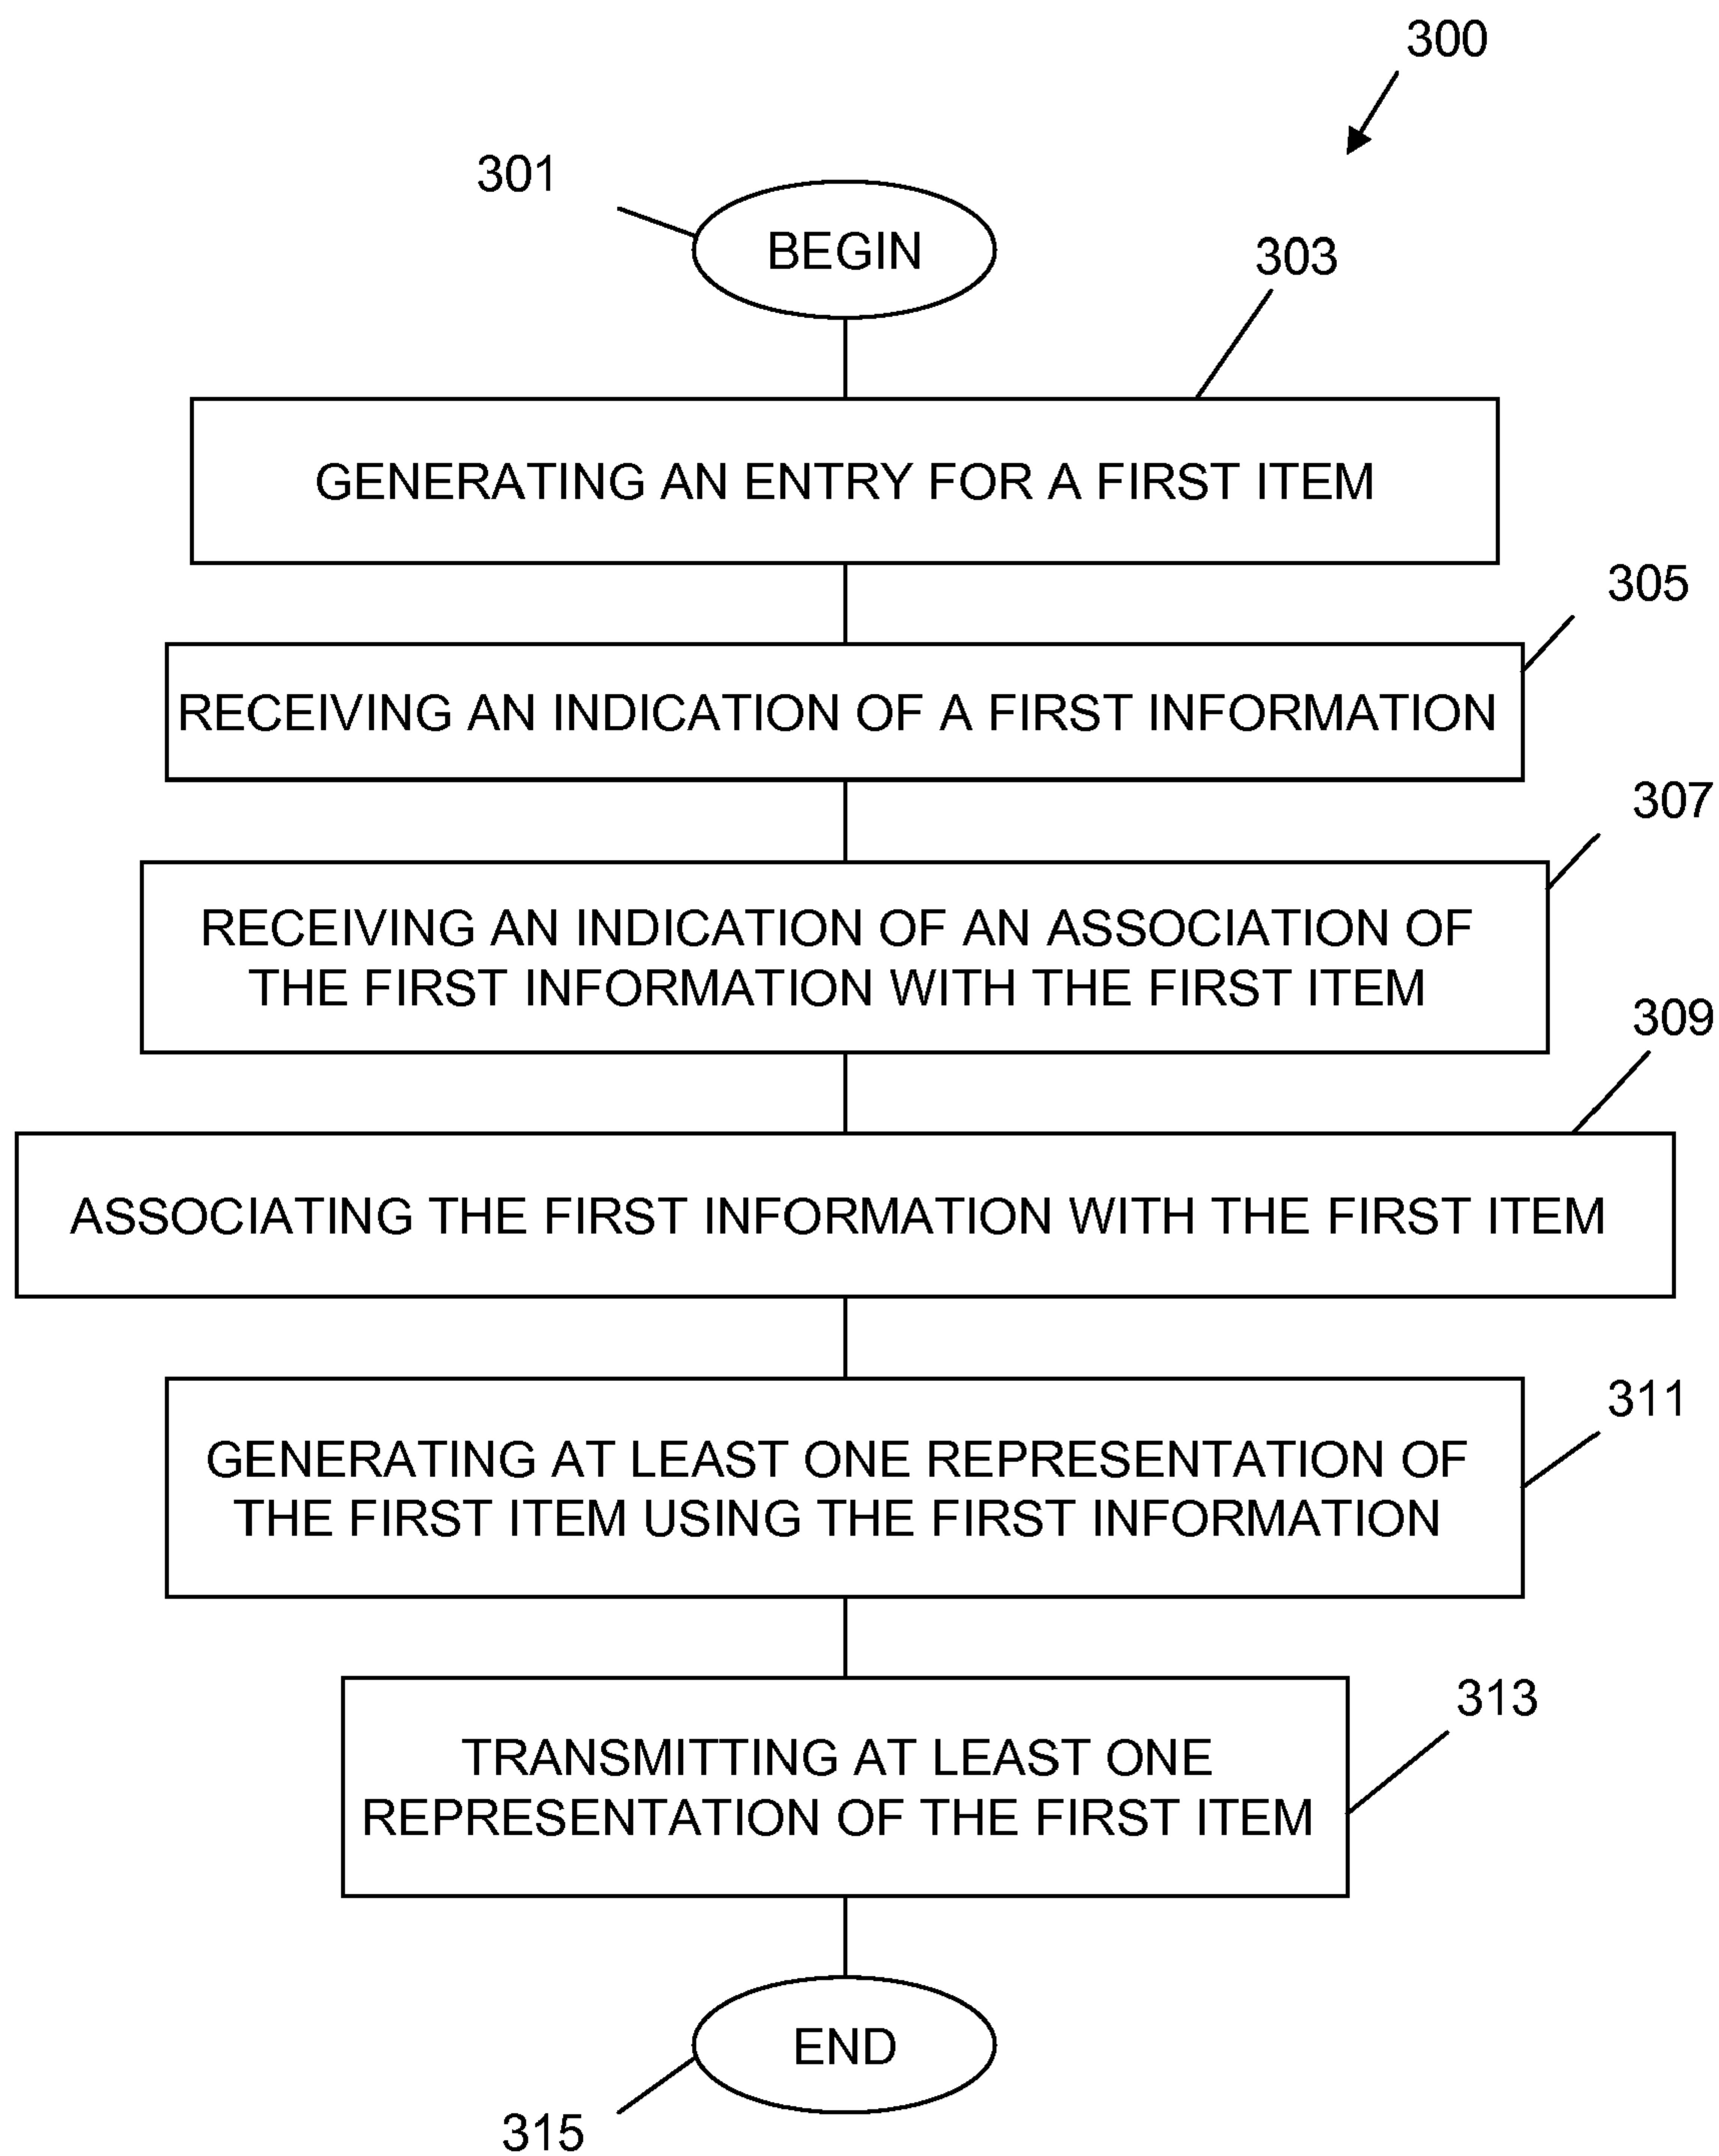 300
301
BEGIN
303
GENERATING AN ENTRY FOR A FIRST ITEM
305
RECEIVING AN INDICATION OF A FIRST INFORMATION
307
RECEIVING AN INDICATION OF AN ASSOCIATION OF
THE FIRST INFORMATION WITH THE FIRST ITEM
309
ASSOCIATING THE FIRST INFORMATION WITH THE FIRST ITEM
311
GENERATING AT LEAST ONE REPRESENTATION OF
THE FIRST ITEM USING THE FIRST INFORMATION
313
TRANSMITTING AT LEAST ONE
REPRESENTATION OF THE FIRST ITEM
END
315